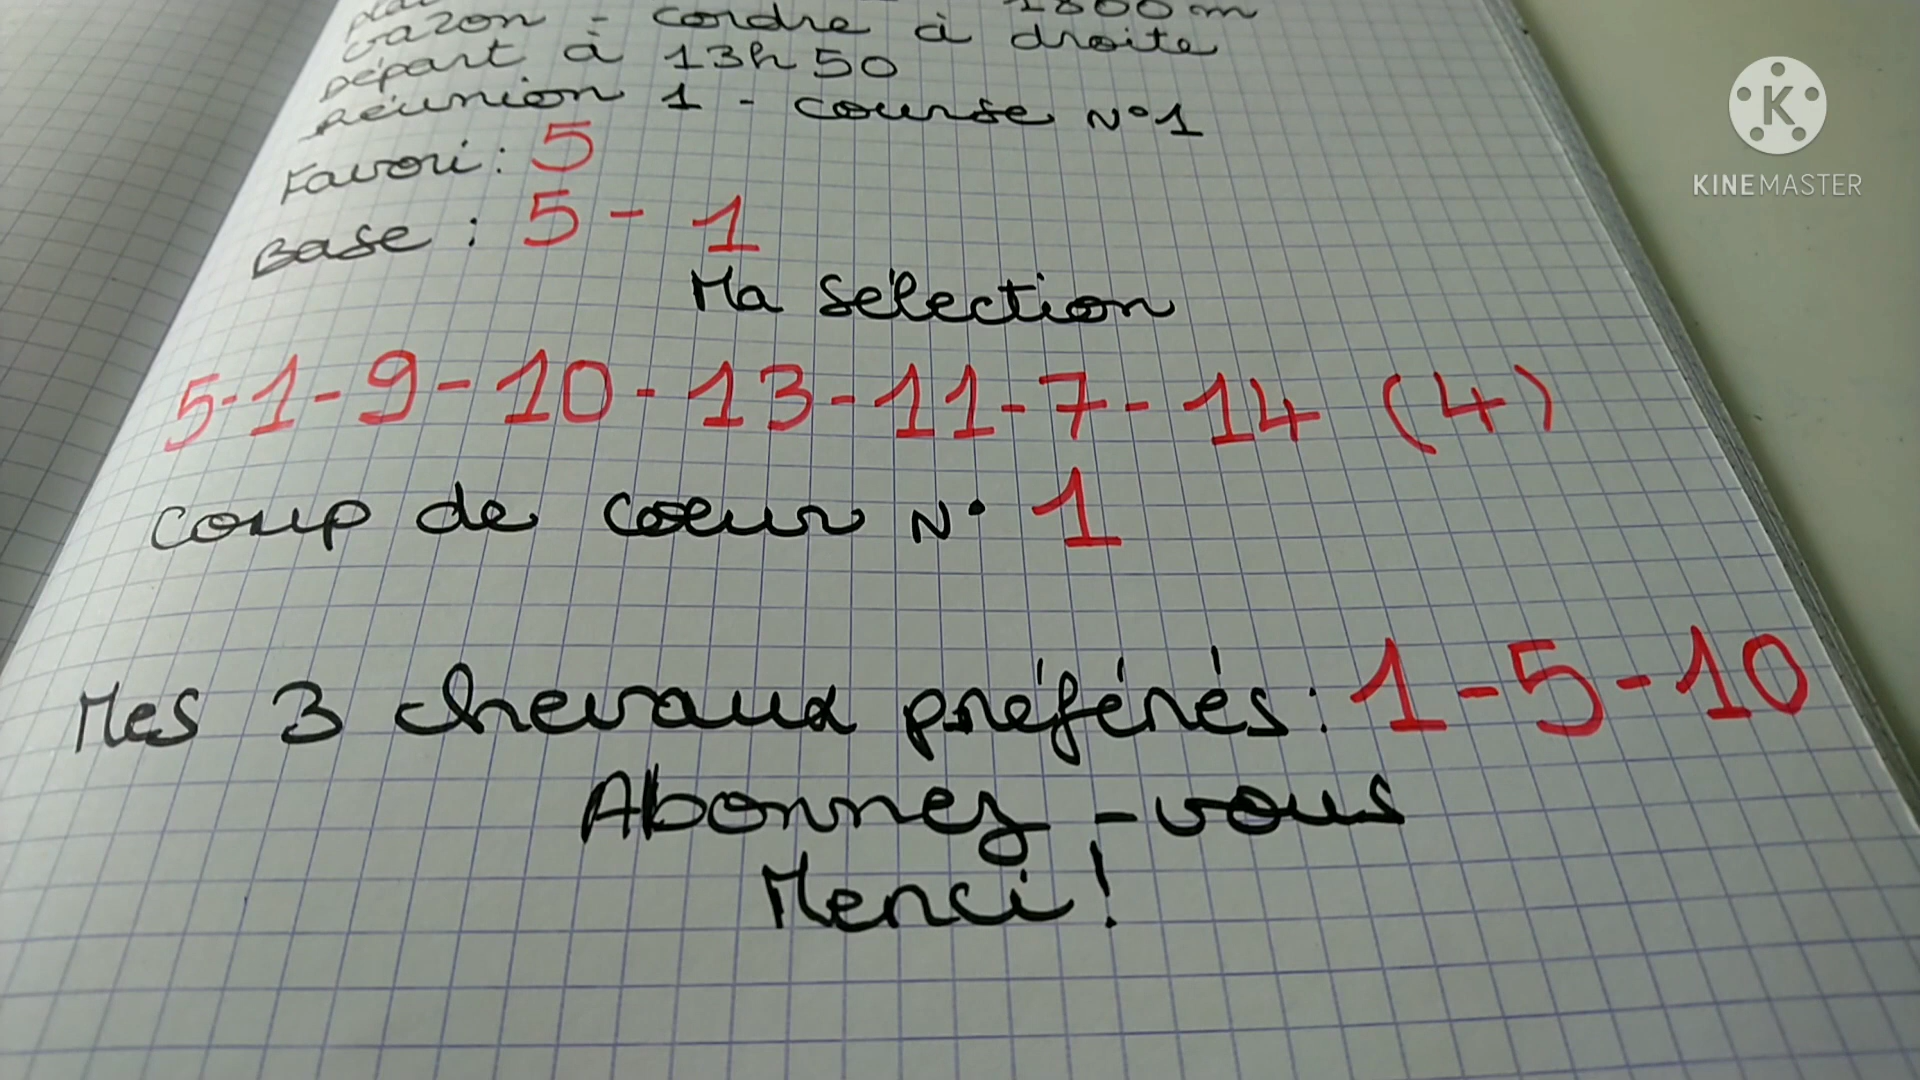 1800m
Gazon - corde à droite
Départ à 13h50
Réunion 1 - course N°1
Favori : 5
Base : 5 - 1
Ma sélection
5-1-9-10-13-11-7-14 (4)
coup de coeur N° 1
Mes 3 chevaux préférés : 1-5-10
Abonnez-vous
Merci !
K
KINEMASTER